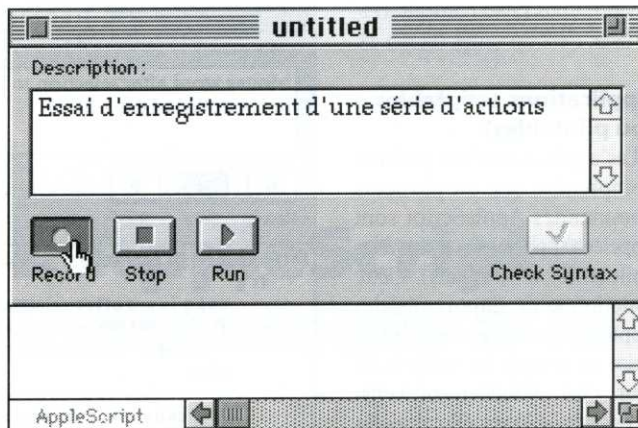 untitled
Description:
Essai d'enregistrement d'une série d'actions
Record Stop Run Check Syntax
AppleScript